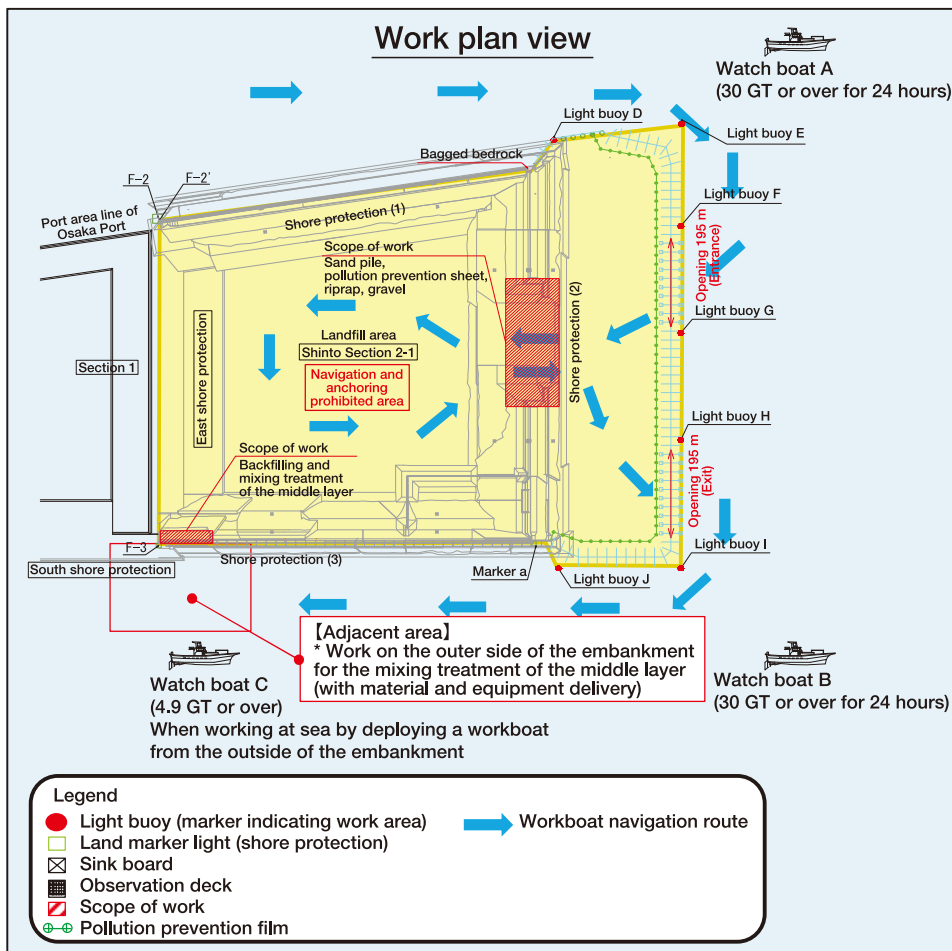 Work plan view
Watch boat A
(30 GT or over for 24 hours)
Light buoy D
Light buoy E
Bagged bedrock
F-2
F-2'
Light buoy F
Port area line of
Osaka Port
Shore protection (1)
Scope of work
Sand pile,
pollution prevention sheet,
riprap, gravel
Opening 195 m
(Entrance)
Shore protection (2)
Light buoy G
Landfill area
Shinto Section 2-1
Navigation and
anchoring
prohibited area
Section 1
East shore protection
Light buoy H
Scope of work
Backfilling and
mixing treatment
of the middle layer
Opening 195 m
(Exit)
F-3
Shore protection (3)
South shore protection
Marker a
Light buoy J
Light buoy I
【Adjacent area】
* Work on the outer side of the embankment
for the mixing treatment of the middle layer
(with material and equipment delivery)
Watch boat C
(4.9 GT or over)
When working at sea by deploying a workboat
from the outside of the embankment
Watch boat B
(30 GT or over for 24 hours)
Legend
Light buoy (marker indicating work area)
Workboat navigation route
Land marker light (shore protection)
Sink board
Observation deck
Scope of work
Pollution prevention film